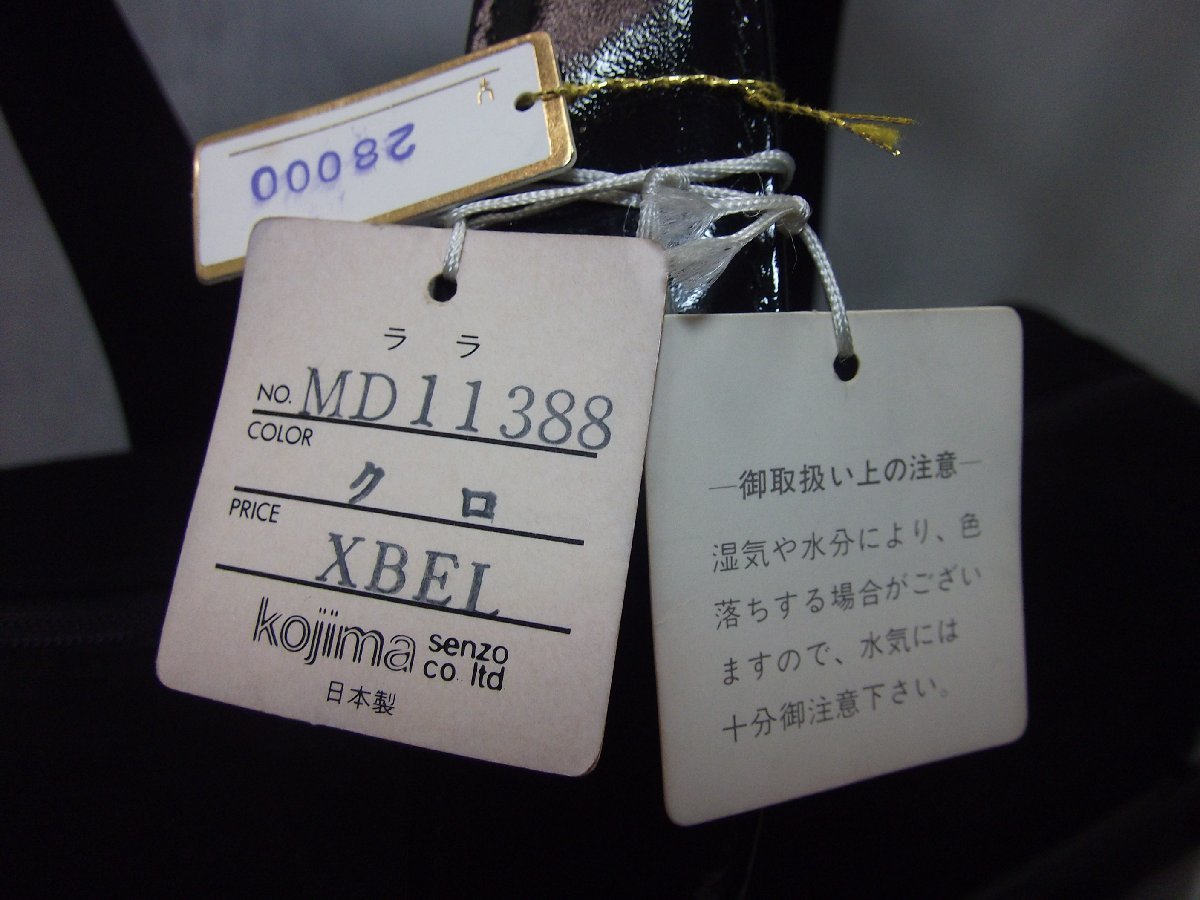 28000
ララ
NO. MD11388
COLOR
クロ
PRICE
XBEL
kojima senzo
co. ltd
日本製
―御取扱い上の注意―
湿気や水分により、色
落ちする場合がござい
ますので、水気には
十分御注意下さい。